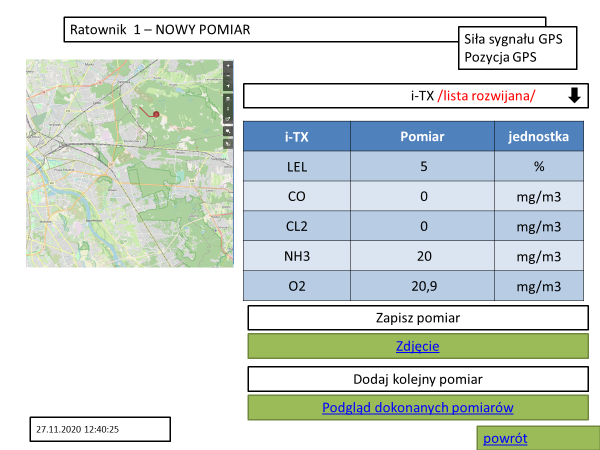 Ratownik 1 – NOWY POMIAR
Siła sygnału GPS
Pozycja GPS
i-TX /lista rozwijana/
i-TX Pomiar jednostka
LEL 5 %
CO 0 mg/m3
CL2 0 mg/m3
NH3 20 mg/m3
O2 20,9 mg/m3
Zapisz pomiar
Zdjęcie
Dodaj kolejny pomiar
Podgląd dokonanych pomiarów
27.11.2020 12:40:25
powrót